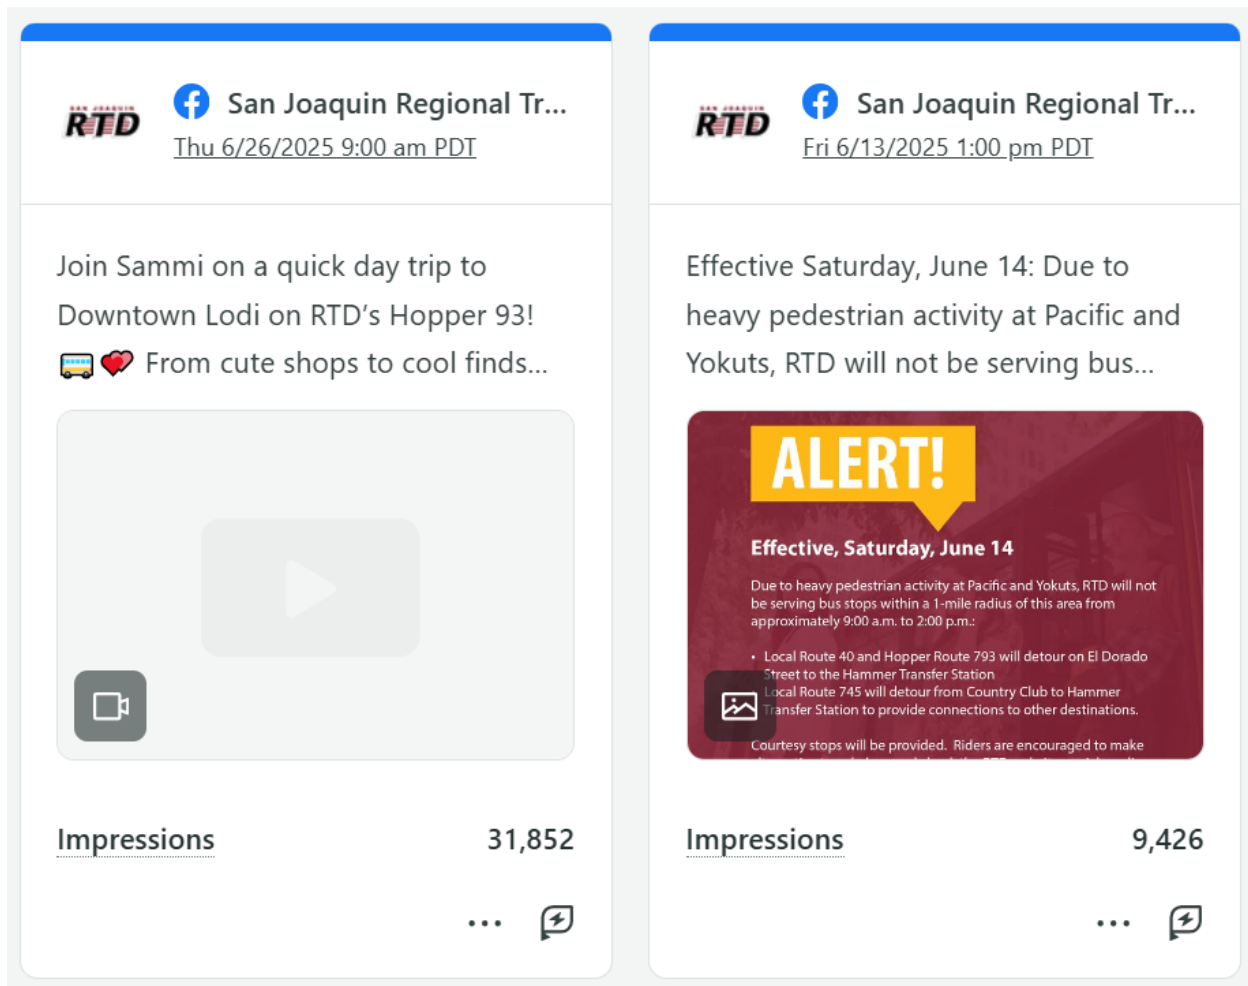 SAN JOAQUIN
RTD
San Joaquin Regional Tr...
Thu 6/26/2025 9:00 am PDT
Join Sammi on a quick day trip to
Downtown Lodi on RTD’s Hopper 93!
🚌💕 From cute shops to cool finds...
Impressions 31,852
SAN JOAQUIN
RTD
San Joaquin Regional Tr...
Fri 6/13/2025 1:00 pm PDT
Effective Saturday, June 14: Due to
heavy pedestrian activity at Pacific and
Yokuts, RTD will not be serving bus...
ALERT!
Effective, Saturday, June 14
Due to heavy pedestrian activity at Pacific and Yokuts, RTD will not
be serving bus stops within a 1-mile radius of this area from
approximately 9:00 a.m. to 2:00 p.m.:
• Local Route 40 and Hopper Route 793 will detour on El Dorado
Street to the Hammer Transfer Station
Local Route 745 will detour from Country Club to Hammer
Transfer Station to provide connections to other destinations.
Courtesy stops will be provided. Riders are encouraged to make
Impressions 9,426